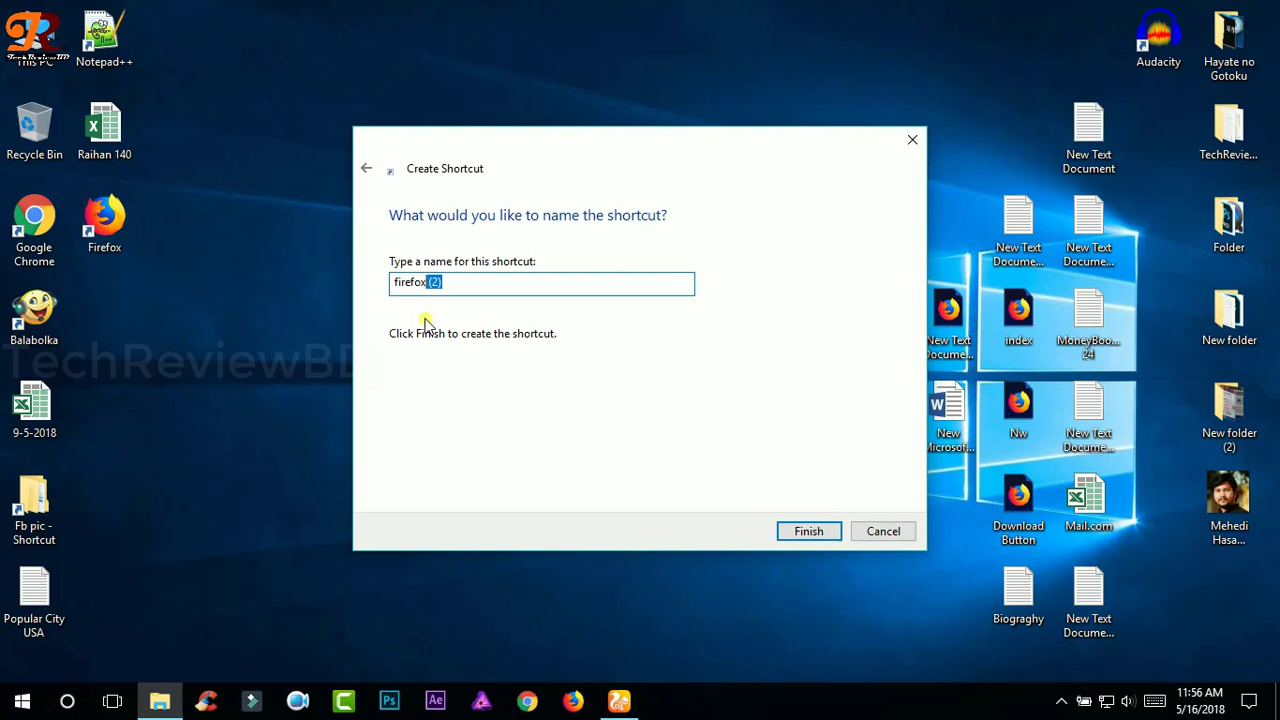 This PC
TechReviewBD
Notepad++
Recycle Bin
Raihan 140
Google
Chrome
Firefox
Balabolka
9-5-2018
Fb pic -
Shortcut
Popular City
USA
TechReviewBD
Create Shortcut
What would you like to name the shortcut?
Type a name for this shortcut:
firefox (2)
Click Finish to create the shortcut.
Finish
Cancel
Audacity
Hayate no
Gotoku
New Text
Document
TechRevie...
New Text
Docume...
New Text
Docume...
Folder
New Text
Docume...
index
MoneyBoo...
24
New folder
New
Microsof...
Nw
New Text
Docume...
New folder
(2)
Download
Button
Mail.com
Mehedi
Hasa...
Biograghy
New Text
Docume...
Ps
Ae
11:56 AM
5/16/2018